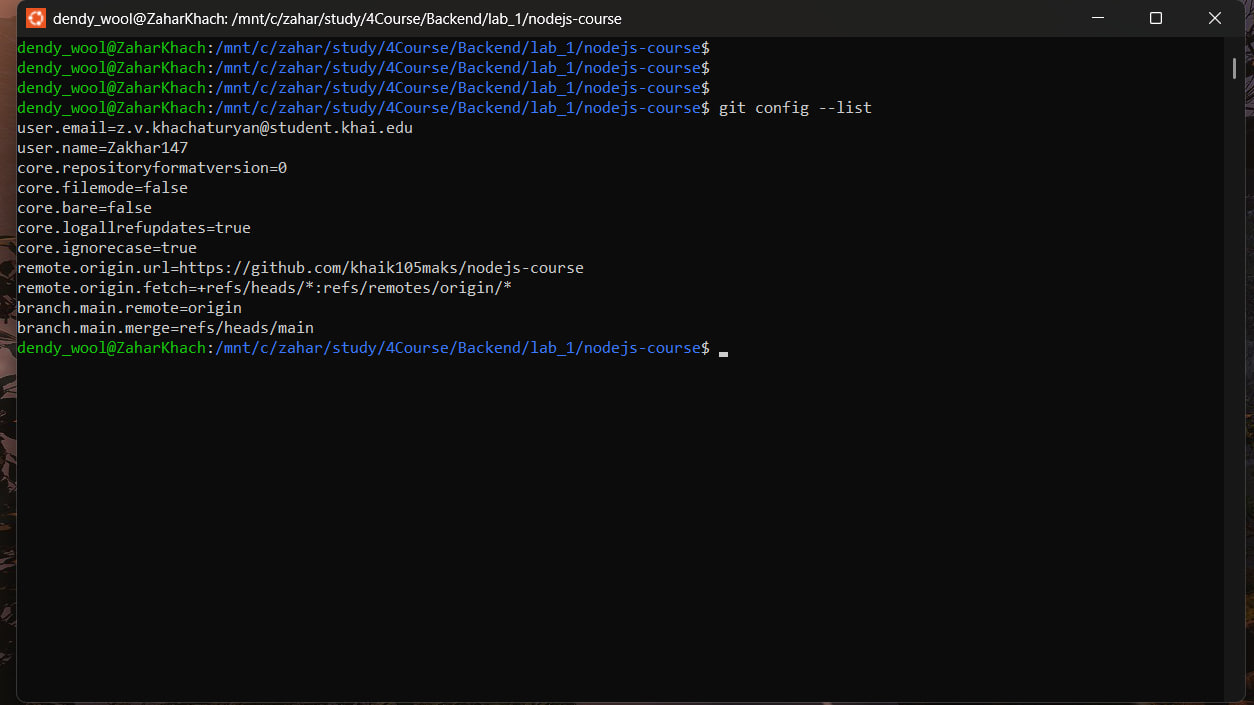 dendy_wool@ZaharKhach: /mnt/c/zahar/study/4Course/Backend/lab_1/nodejs-course
dendy_wool@ZaharKhach:/mnt/c/zahar/study/4Course/Backend/lab_1/nodejs-course$
dendy_wool@ZaharKhach:/mnt/c/zahar/study/4Course/Backend/lab_1/nodejs-course$
dendy_wool@ZaharKhach:/mnt/c/zahar/study/4Course/Backend/lab_1/nodejs-course$
dendy_wool@ZaharKhach:/mnt/c/zahar/study/4Course/Backend/lab_1/nodejs-course$ git config --list
user.email=z.v.khachaturyan@student.khai.edu
user.name=Zakhar147
core.repositoryformatversion=0
core.filemode=false
core.bare=false
core.logallrefupdates=true
core.ignorecase=true
remote.origin.url=https://github.com/khaik105maks/nodejs-course
remote.origin.fetch=+refs/heads/*:refs/remotes/origin/*
branch.main.remote=origin
branch.main.merge=refs/heads/main
dendy_wool@ZaharKhach:/mnt/c/zahar/study/4Course/Backend/lab_1/nodejs-course$